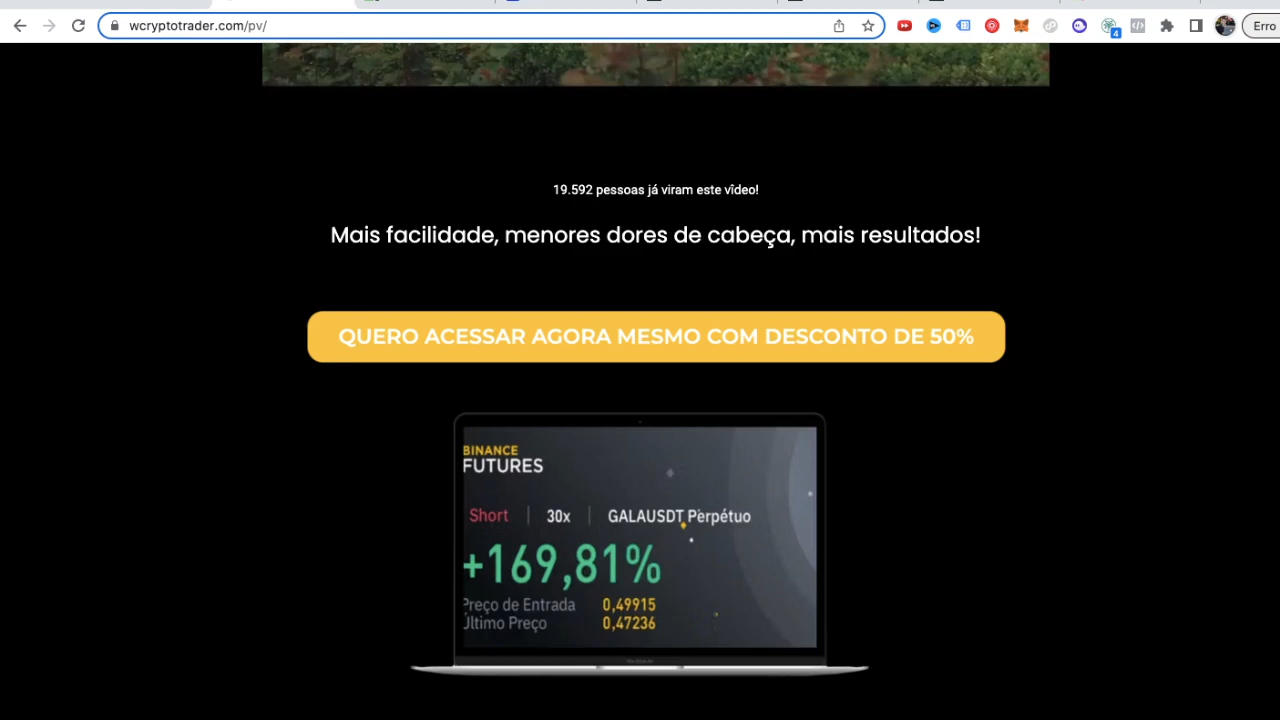 wcryptotrader.com/pv/
4
Erro
19.592 pessoas já viram este vídeo!
Mais facilidade, menores dores de cabeça, mais resultados!
QUERO ACESSAR AGORA MESMO COM DESCONTO DE 50%
BINANCE
FUTURES
Short | 30x | GALAUSDT Perpétuo
+169,81%
Preço de Entrada 0,49915
Último Preço 0,47236